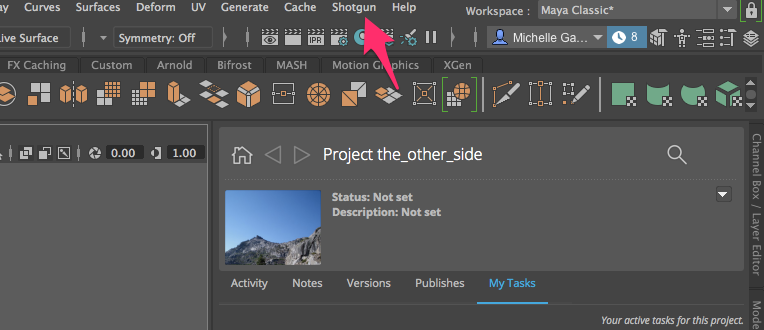 Curves Surfaces Deform UV Generate Cache Shotgun Help
Workspace : Maya Classic*
ive Surface Symmetry: Off IPR Michelle Ga... 8
FX Caching Custom Arnold Bifrost MASH Motion Graphics XGen
0.00 1.00
Project the_other_side
Status: Not set
Description: Not set
Activity Notes Versions Publishes My Tasks
Your active tasks for this project.
Channel Box / Layer Editor
Mode